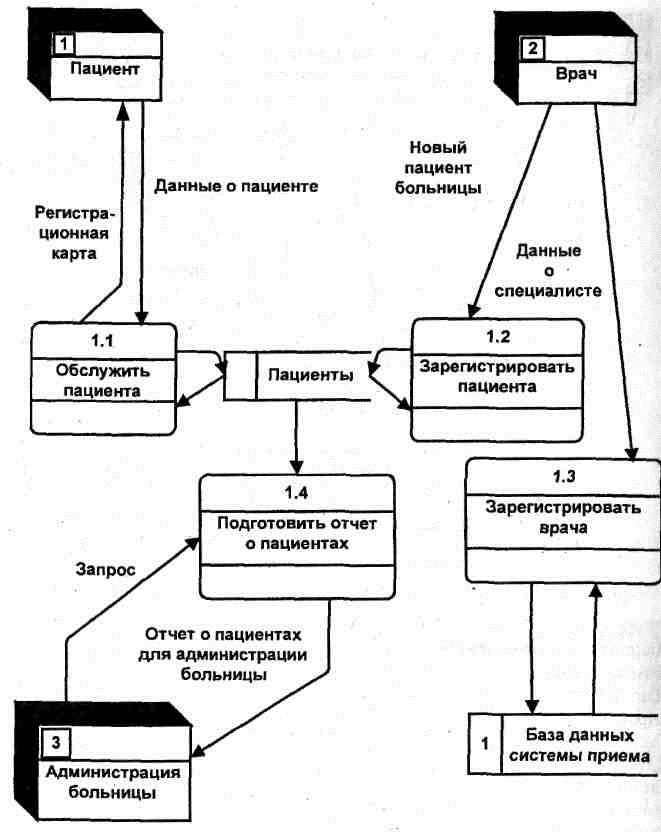 1
Пациент
2
Врач
Новый
пациент
больницы
Данные о пациенте
Регистра-
ционная
карта
Данные
о
специалисте
1.1
Обслужить
пациента
Пациенты
1.2
Зарегистрировать
пациента
1.3
Зарегистрировать
врача
1.4
Подготовить отчет
о пациентах
Запрос
Отчет о пациентах
для администрации
больницы
3
Администрация
больницы
1
База данных
системы приема